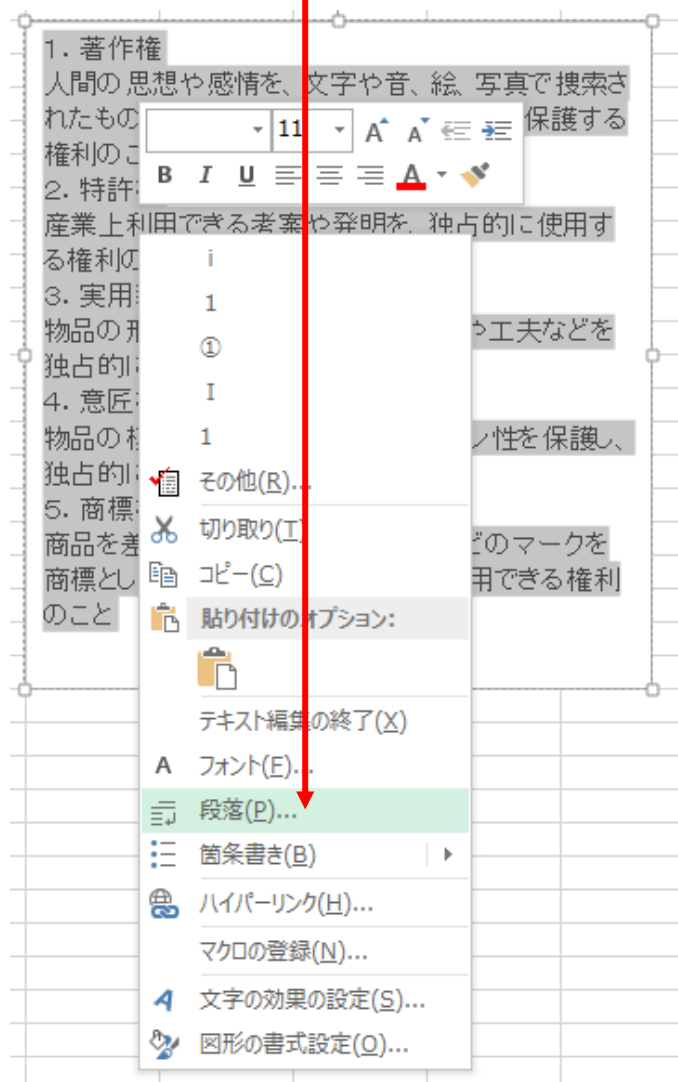 1. 著作権
人間の思想や感情を、文字や音、絵、写真で捜索さ
れたもの
保護する
権利のこ
11
A A
B I U A
2. 特許
産業上利用できる考案や発明を、独占的に使用す
る権利の
3. 実用
物品の形
や工夫などを
独占的に
4. 意匠
物品の
ン性を保護し、
独占的に
5. 商標
商品を差
どのマークを
商標とし
用できる権利
のこと
i
1
①
I
1
その他(R)...
切り取り(T)
コピー(C)
貼り付けのオプション:
テキスト編集の終了(X)
A フォント(F)...
段落(P)...
箇条書き(B)
ハイパーリンク(H)...
マクロの登録(N)...
A 文字の効果の設定(S)...
図形の書式設定(O)...